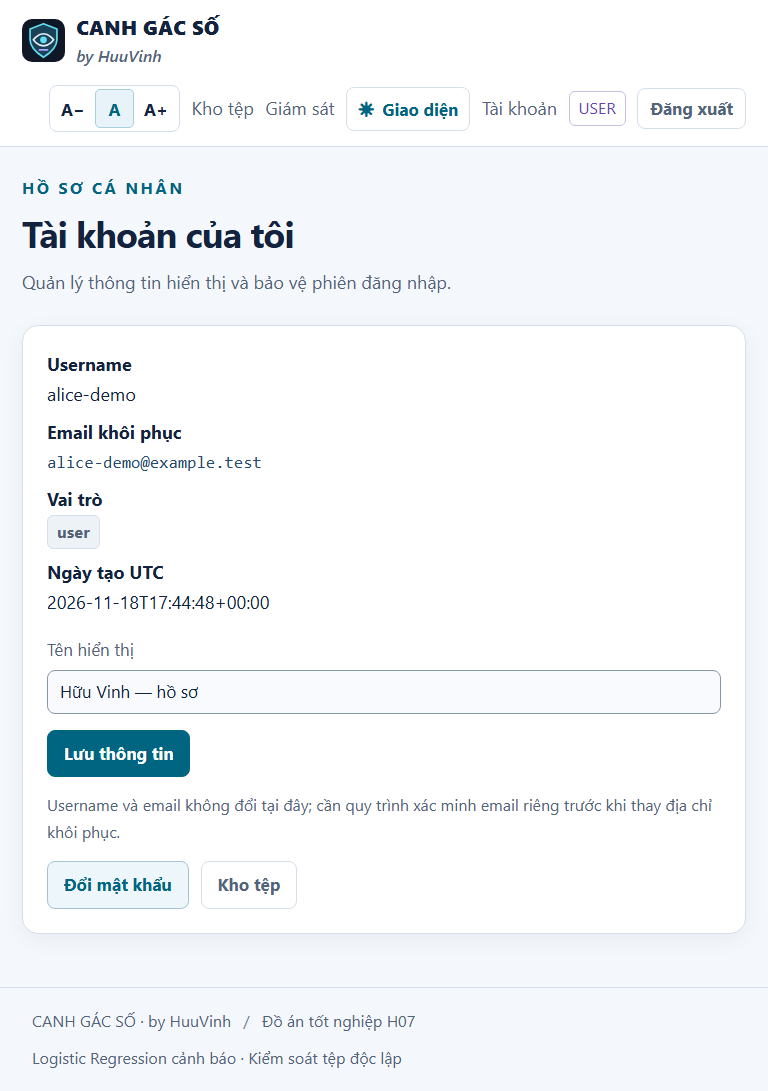 CANH GÁC SỐ
by HuuVinh
A− A A+ Kho tệp Giám sát Giao diện Tài khoản USER Đăng xuất
HỒ SƠ CÁ NHÂN
Tài khoản của tôi
Quản lý thông tin hiển thị và bảo vệ phiên đăng nhập.
Username
alice-demo
Email khôi phục
alice-demo@example.test
Vai trò
user
Ngày tạo UTC
2026-11-18T17:44:48+00:00
Tên hiển thị
Hữu Vinh — hồ sơ
Lưu thông tin
Username và email không đổi tại đây; cần quy trình xác minh email riêng trước khi thay địa chỉ
khôi phục.
Đổi mật khẩu Kho tệp
CANH GÁC SỐ · by HuuVinh / Đồ án tốt nghiệp H07
Logistic Regression cảnh báo · Kiểm soát tệp độc lập